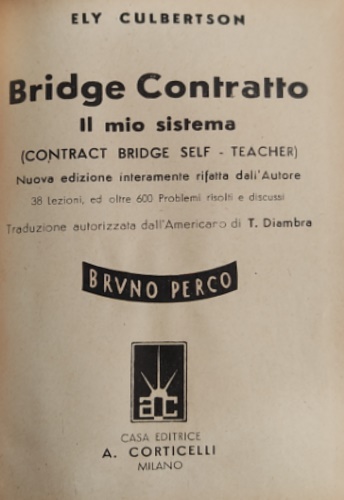 ELY CULBERTSON
Bridge Contratto
Il mio sistema
(CONTRACT BRIDGE SELF - TEACHER)
Nuova edizione interamente rifatta dall'Autore
38 Lezioni, ed oltre 600 Problemi risolti e discussi
Traduzione autorizzata dall'Americano di T. Diambra
BRVNO PERCO
ac
CASA EDITRICE
A. CORTICELLI
MILANO